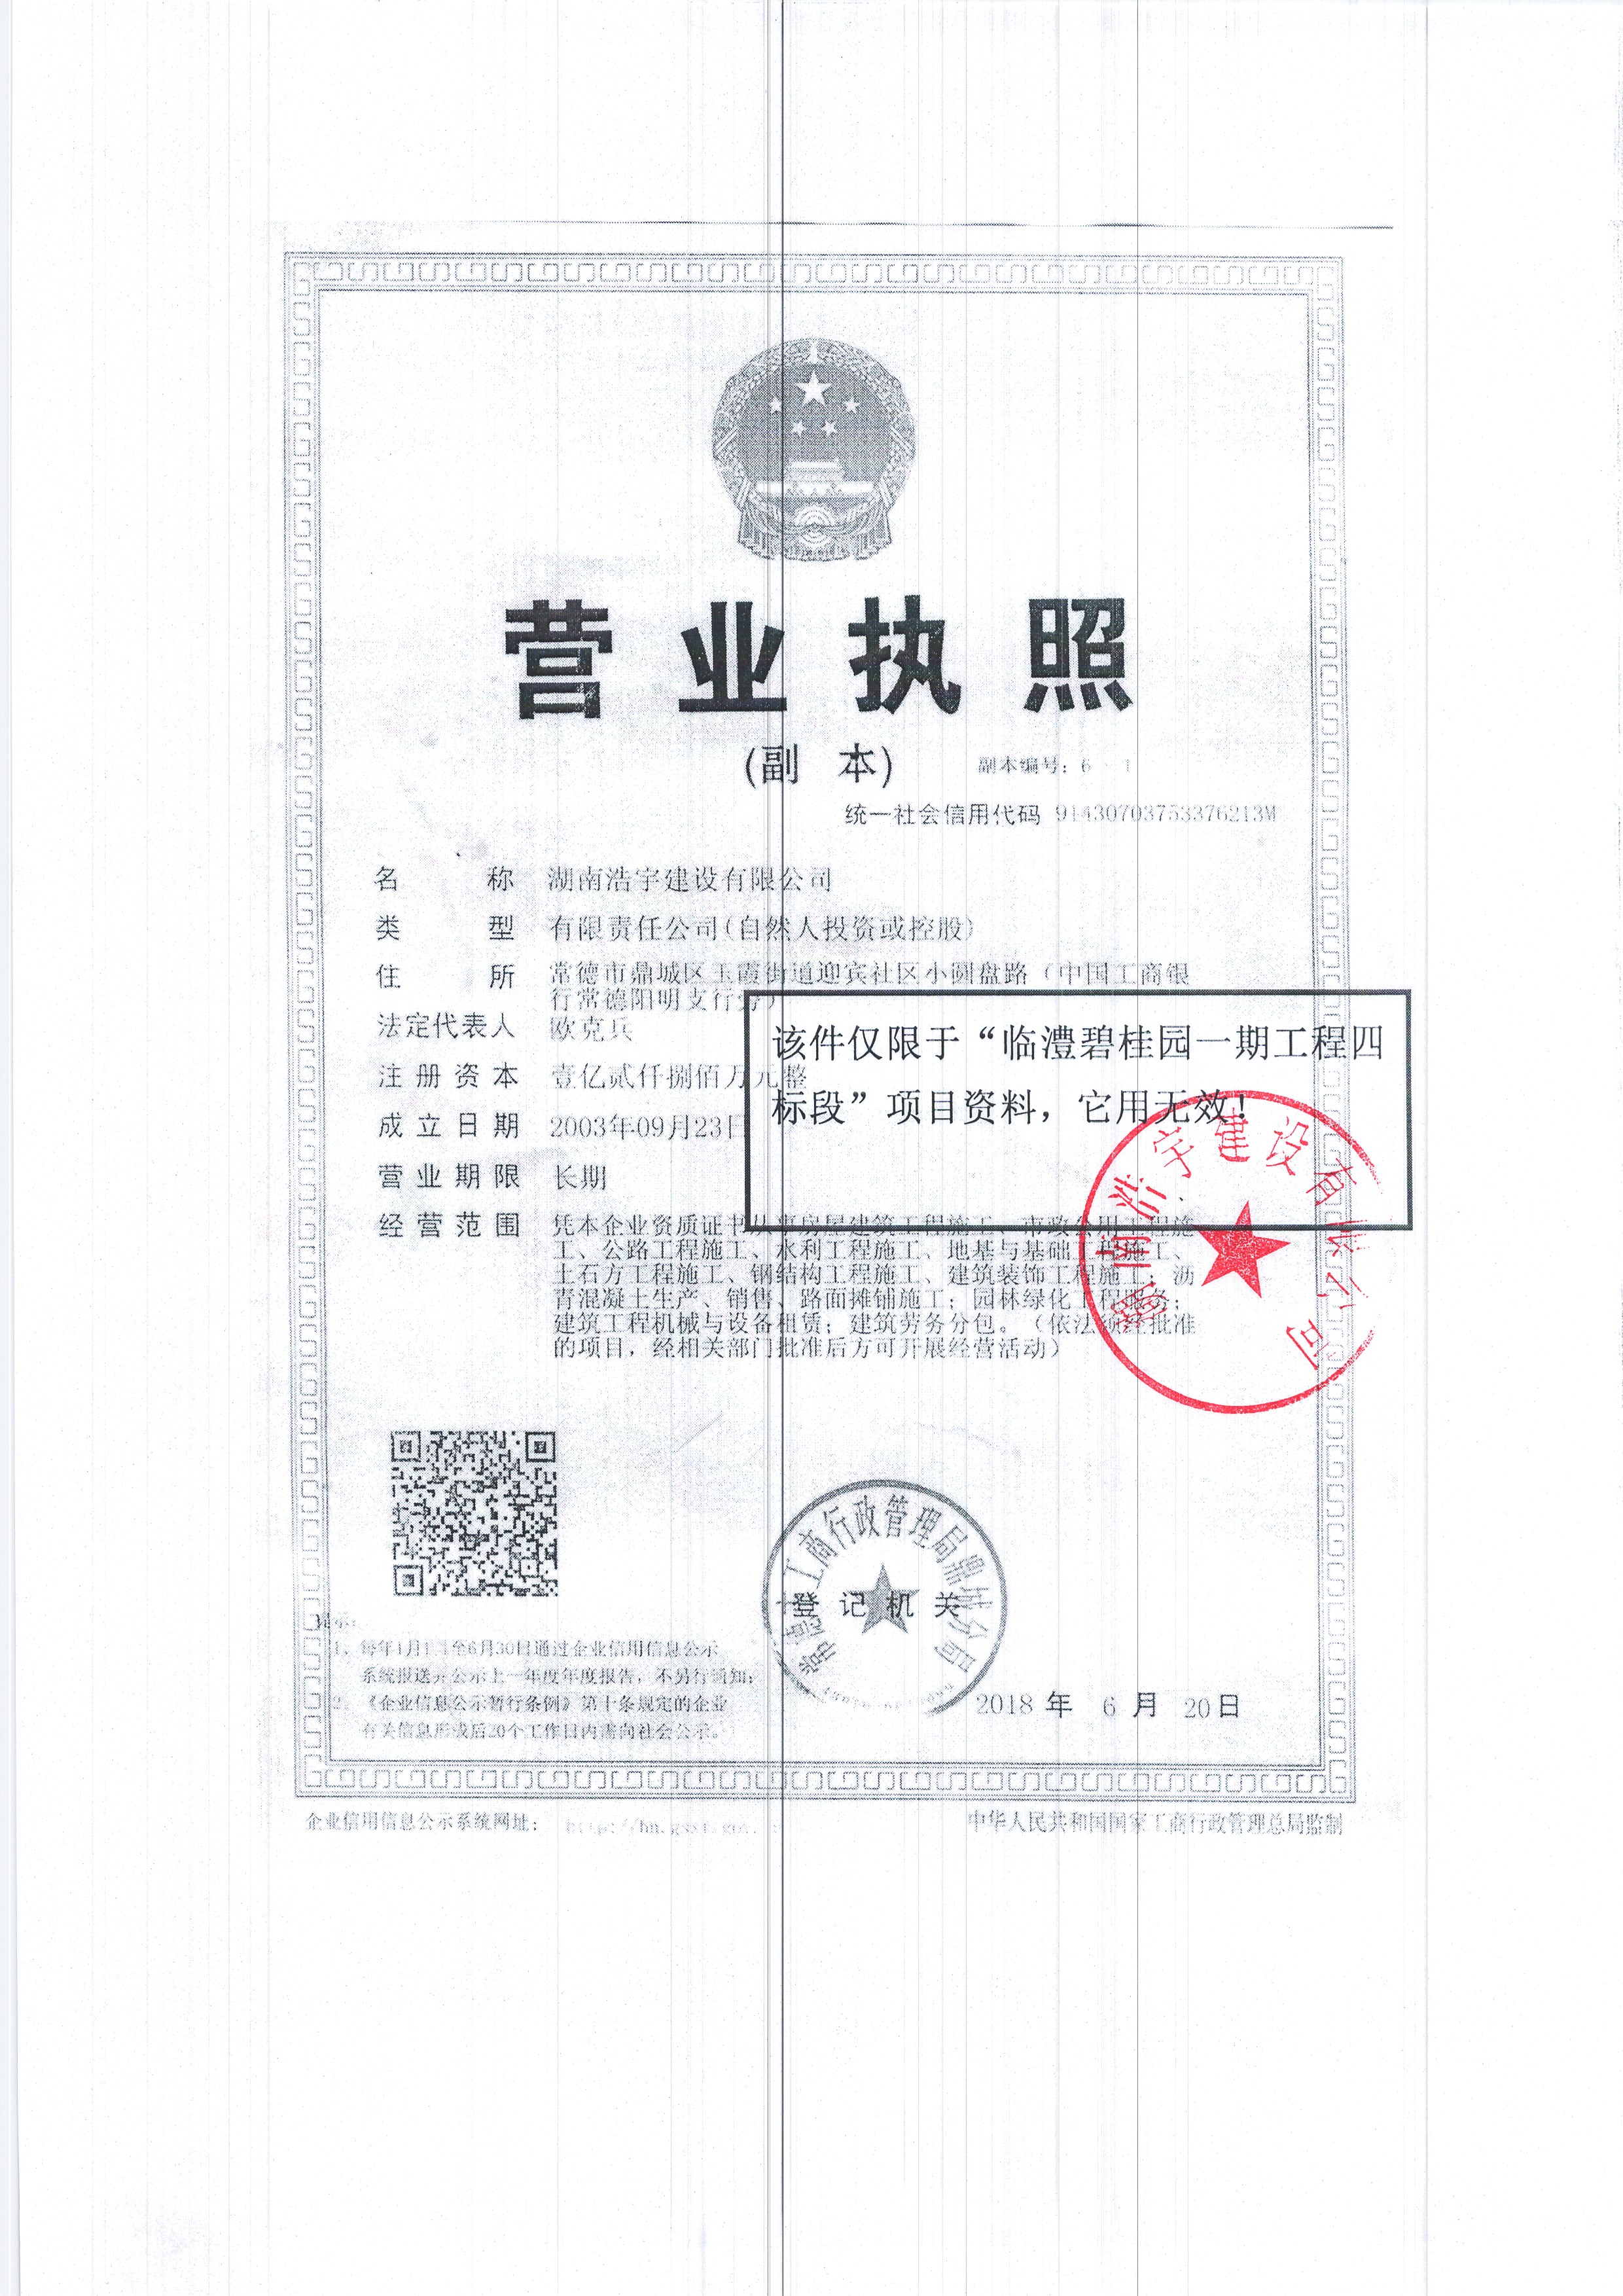 营业执照
(副 本)
副本编号：6 - 1
统一社会信用代码 91430703753376213M
名称 湖南浩宇建设有限公司
类型 有限责任公司(自然人投资或控股)
住所 常德市鼎城区玉霞街道迎宾社区小圆盘路（中国工商银
行常德阳明支行旁）
法定代表人 欧克兵
注册资本 壹亿贰仟捌佰万元整
成立日期 2003年09月23日
营业期限 长期
该件仅限于“临澧碧桂园一期工程四
标段”项目资料，它用无效！
经营范围 凭本企业资质证书从事房屋建筑工程施工、市政公用工程施
工、公路工程施工、水利工程施工、地基与基础工程施工、
土石方工程施工、钢结构工程施工、建筑装饰工程施工；沥
青混凝土生产、销售、路面摊铺施工；园林绿化工程服务；
建筑工程机械与设备租赁；建筑劳务分包。（依法须经批准
的项目，经相关部门批准后方可开展经营活动）
湖南浩宇建设有限公司
常德市工商行政管理局鼎城分局
登记机关
提示：
1、每年1月1日至6月30日通过企业信用信息公示
系统报送并公示上一年度年度报告，不另行通知；
2、《企业信息公示暂行条例》第十条规定的企业
有关信息形成后20个工作日内需向社会公示。
2018 年 6 月 20 日
企业信用信息公示系统网址：
中华人民共和国国家工商行政管理总局监制